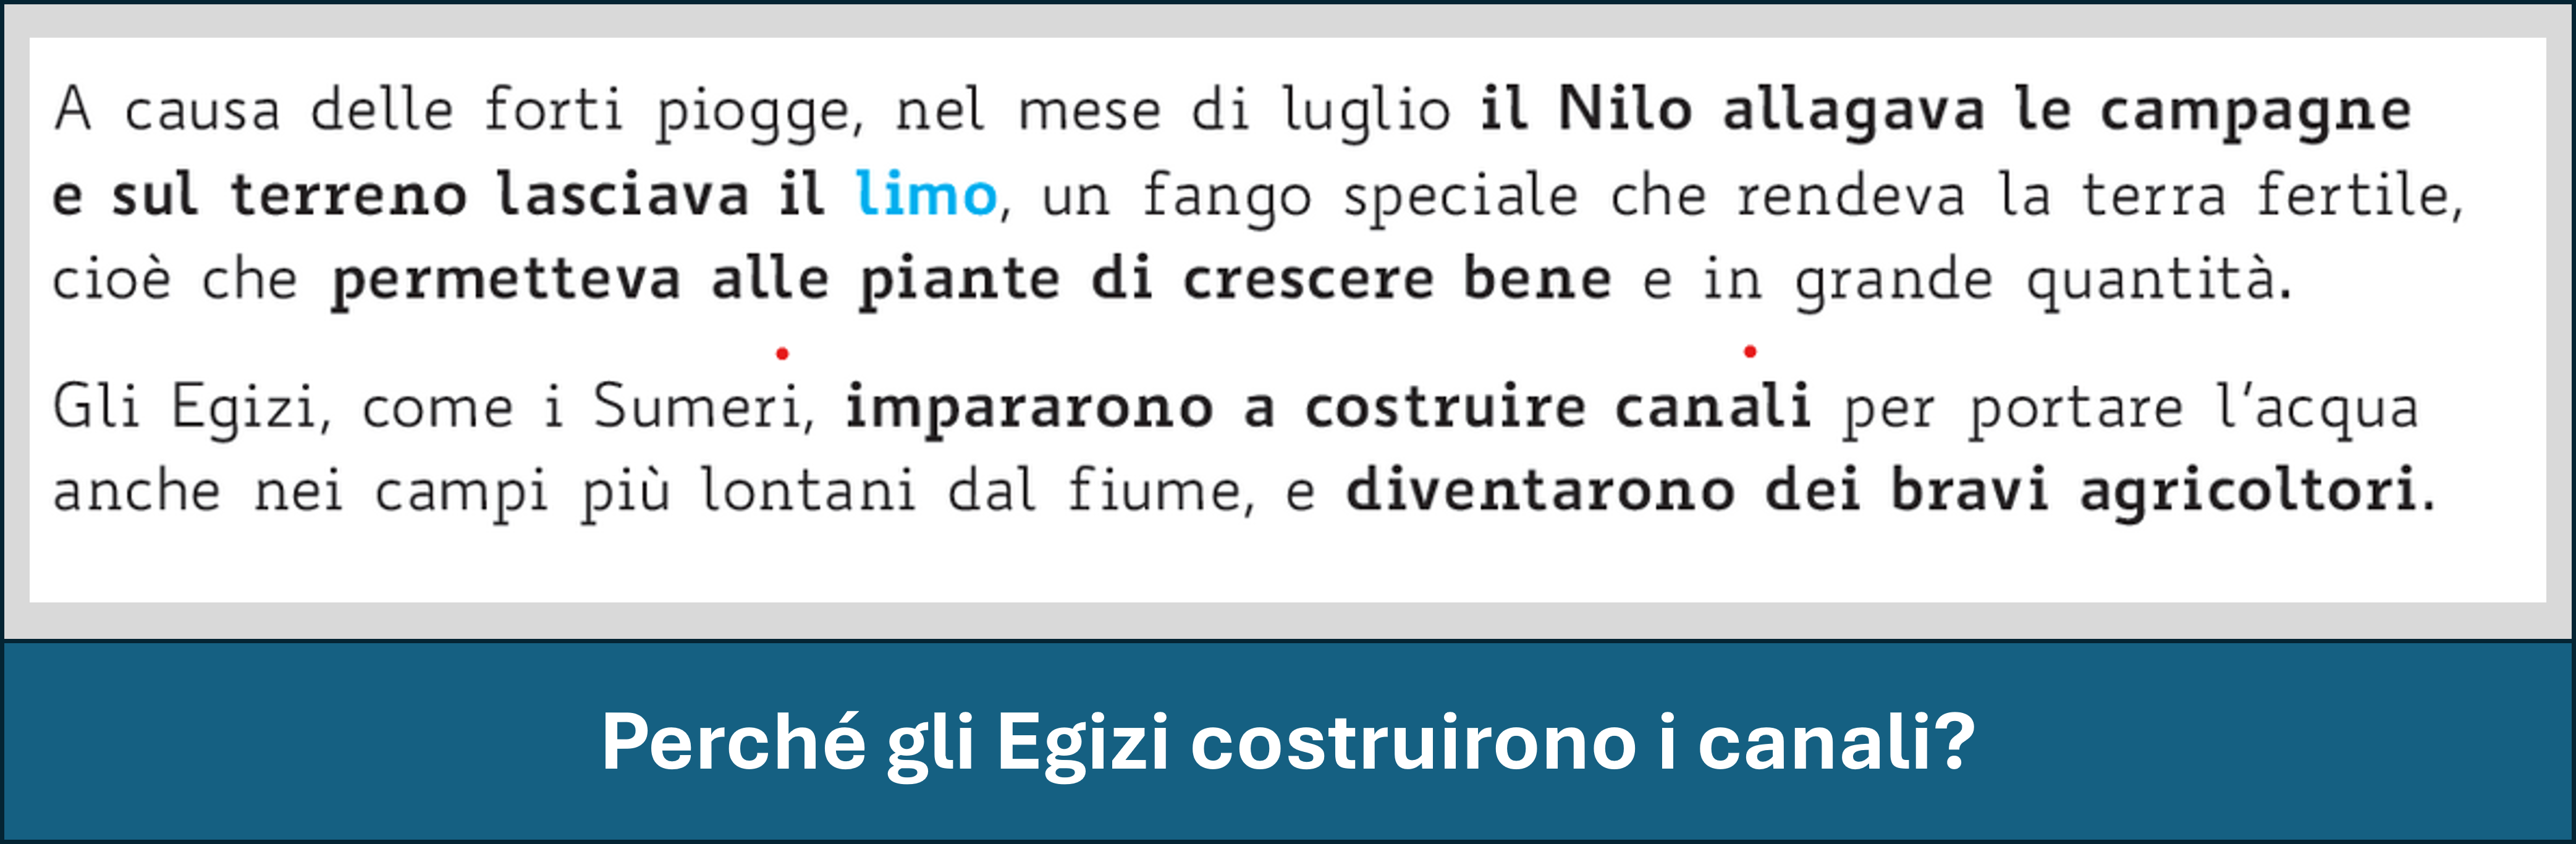 A causa delle forti piogge, nel mese di luglio il Nilo allagava le campagne
e sul terreno lasciava il limo, un fango speciale che rendeva la terra fertile,
cioè che permetteva alle piante di crescere bene e in grande quantità.
Gli Egizi, come i Sumeri, impararono a costruire canali per portare l'acqua
anche nei campi più lontani dal fiume, e diventarono dei bravi agricoltori.
Perché gli Egizi costruirono i canali?